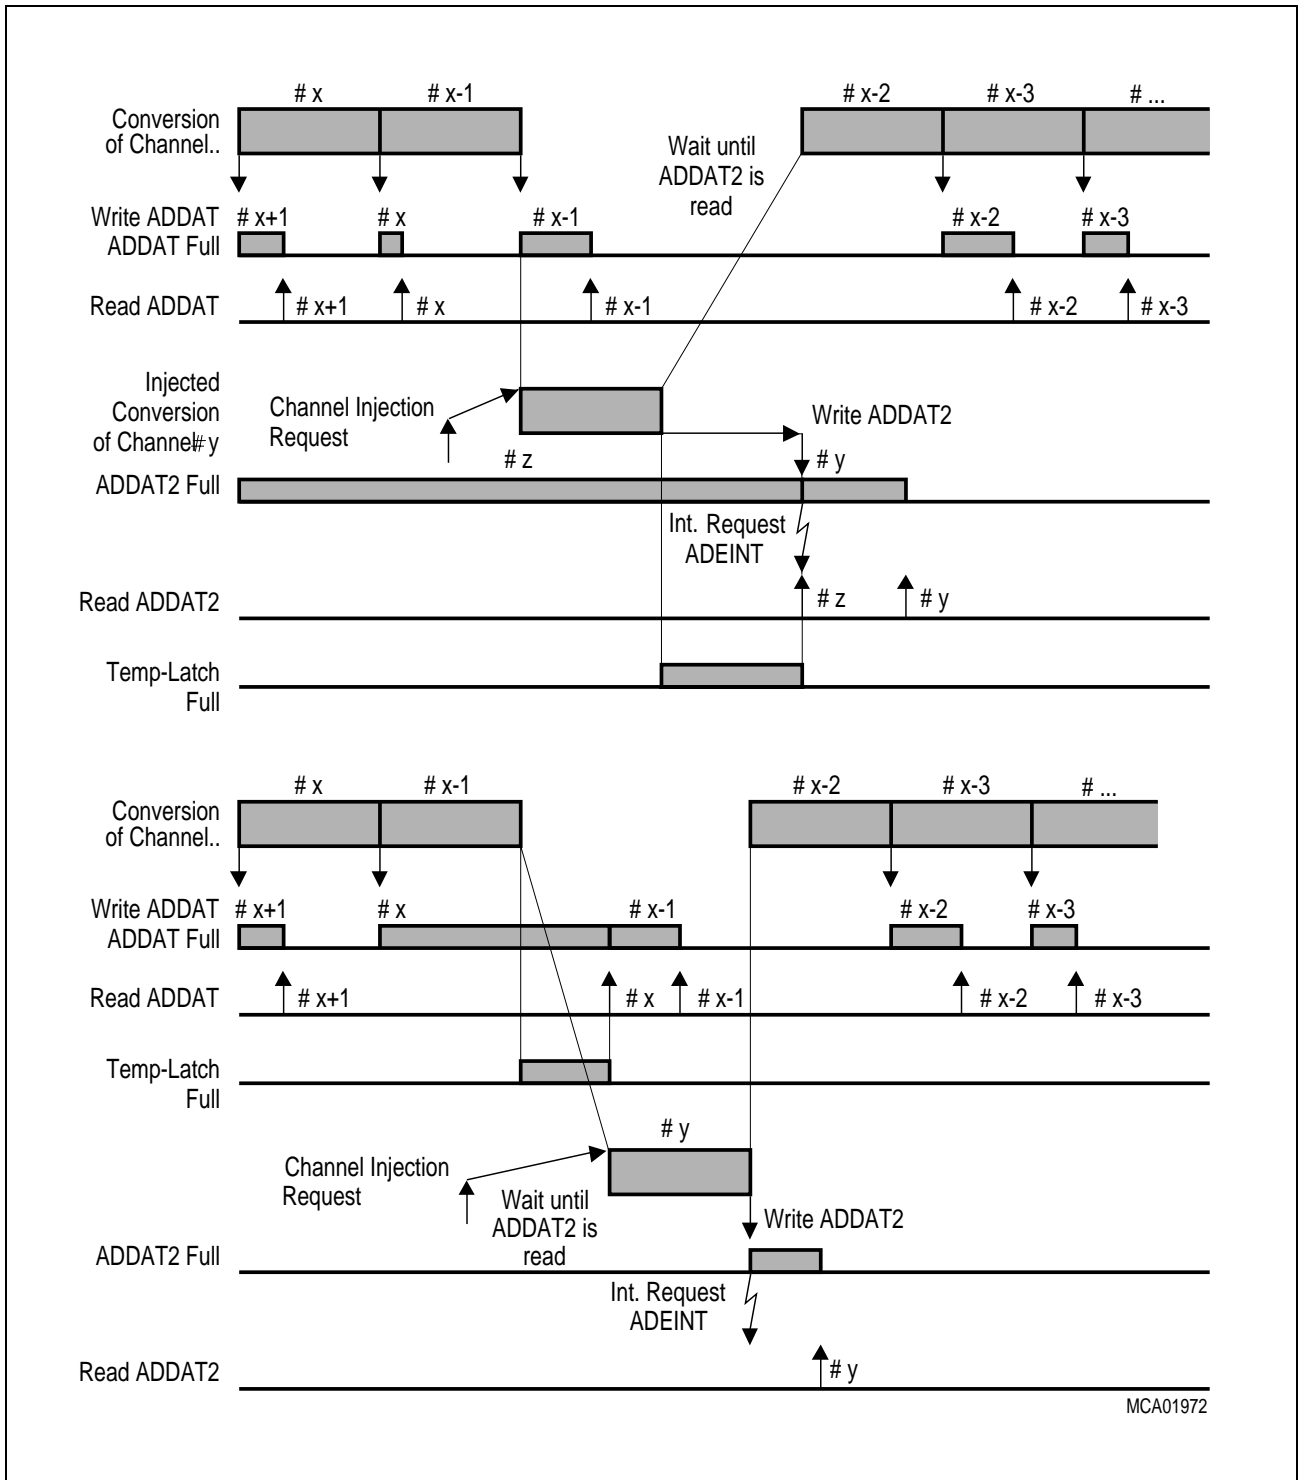 # x # x-1 # x-2 # x-3 # ...
Conversion
of Channel..
Wait until
ADDAT2 is
read
Write ADDAT # x+1 # x # x-1 # x-2 # x-3
ADDAT Full
Read ADDAT # x+1 # x # x-1 # x-2 # x-3
Injected
Conversion
of Channel# y
Channel Injection
Request
Write ADDAT2
# z # y
ADDAT2 Full
Int. Request
ADEINT
Read ADDAT2 # z # y
Temp-Latch
Full
# x # x-1 # x-2 # x-3 # ...
Conversion
of Channel..
Write ADDAT # x+1 # x # x-1 # x-2 # x-3
ADDAT Full
Read ADDAT # x+1 # x # x-1 # x-2 # x-3
Temp-Latch
Full
# y
Channel Injection
Request
Wait until
ADDAT2 is
read
Write ADDAT2
ADDAT2 Full
Int. Request
ADEINT
Read ADDAT2 # y
MCA01972